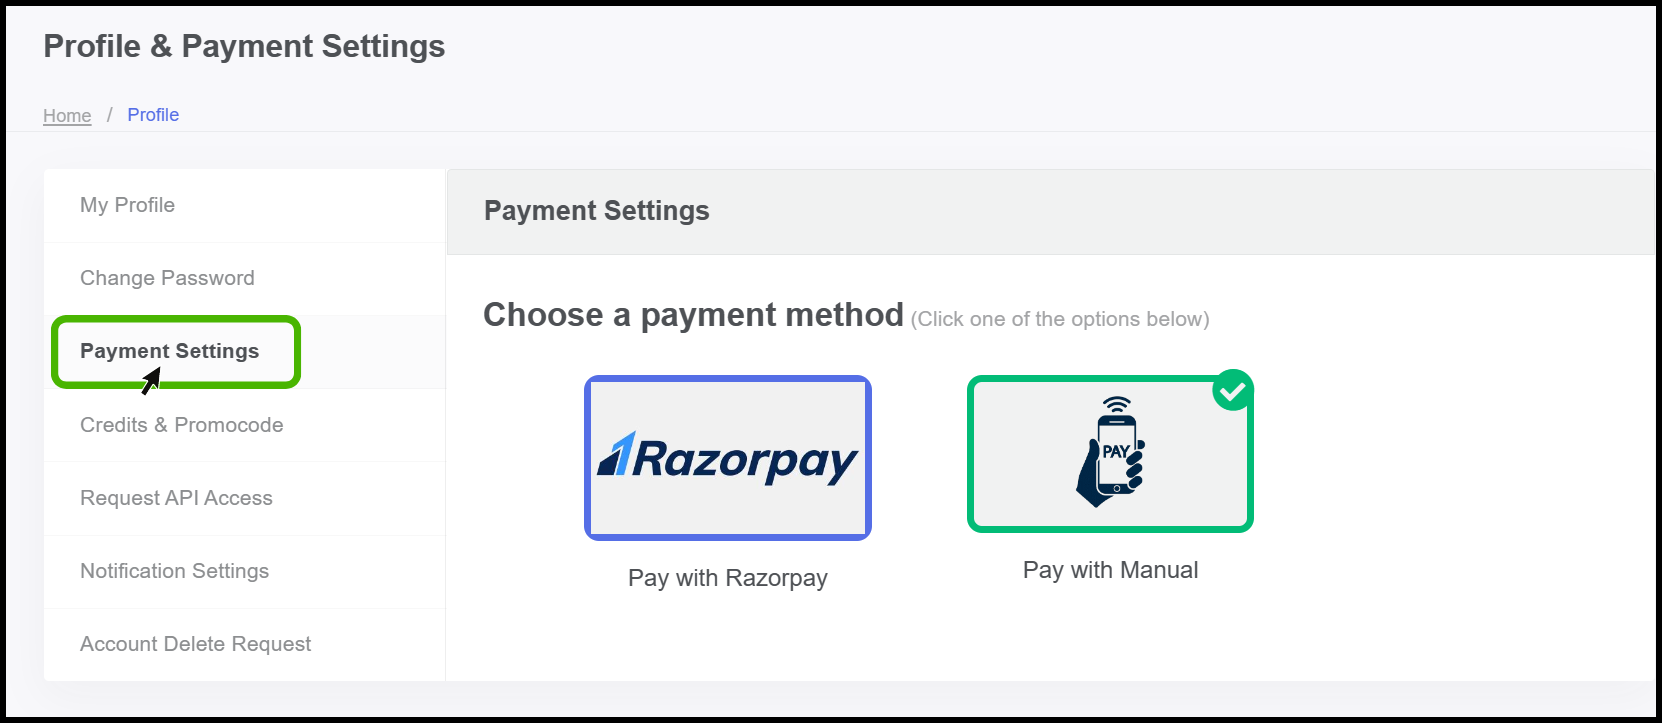 Profile & Payment Settings
Home / Profile
My Profile
Change Password
Payment Settings
Credits & Promocode
Request API Access
Notification Settings
Account Delete Request
Payment Settings
Choose a payment method (Click one of the options below)
Razorpay
Pay with Razorpay
PAY
Pay with Manual